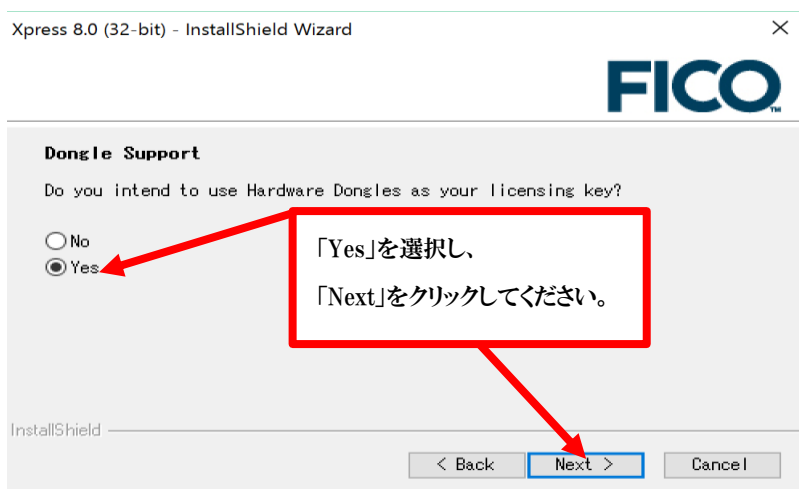 Xpress 8.0 (32-bit) - InstallShield Wizard
FICO
TM
Dongle Support
Do you intend to use Hardware Dongles as your licensing key?
No
Yes
「Yes」を選択し、
「Next」をクリックしてください。
InstallShield
< Back Next > Cancel